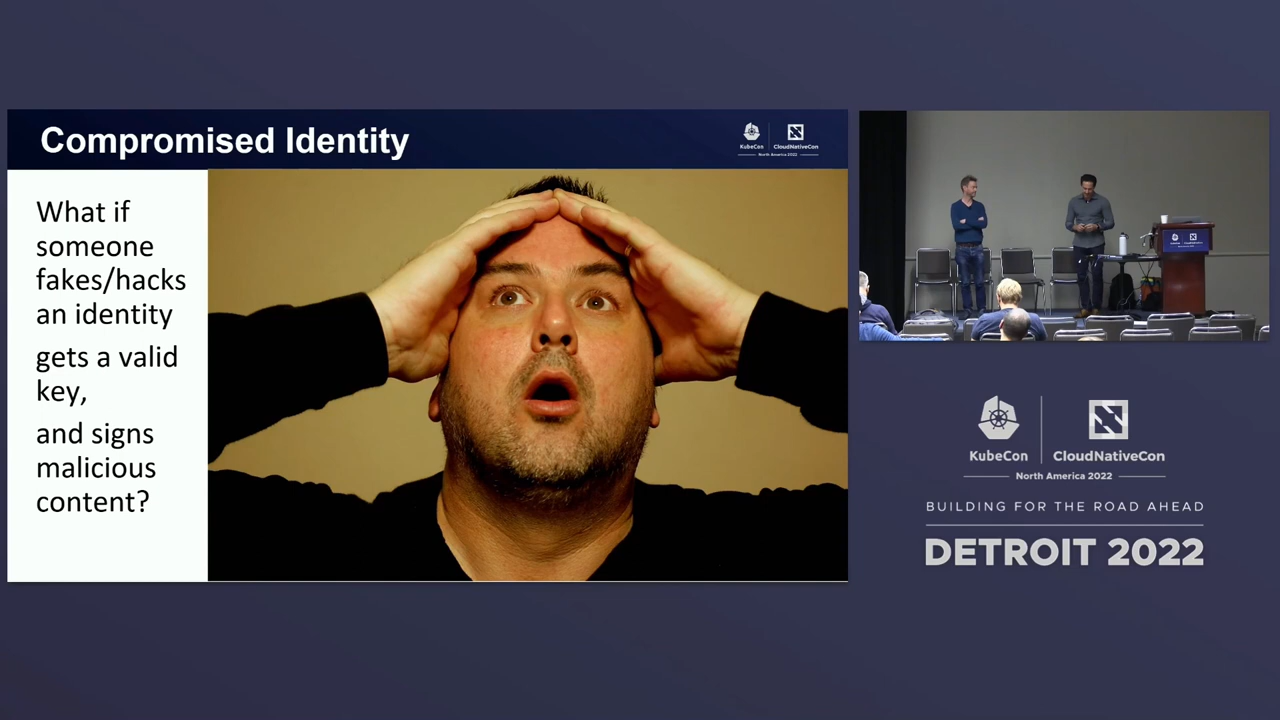 Compromised Identity
KubeCon
CloudNativeCon
North America 2022
What if
someone
fakes/hacks
an identity
gets a valid
key,
and signs
malicious
content?
KubeCon
CloudNativeCon
North America 2022
BUILDING FOR THE ROAD AHEAD
DETROIT 2022